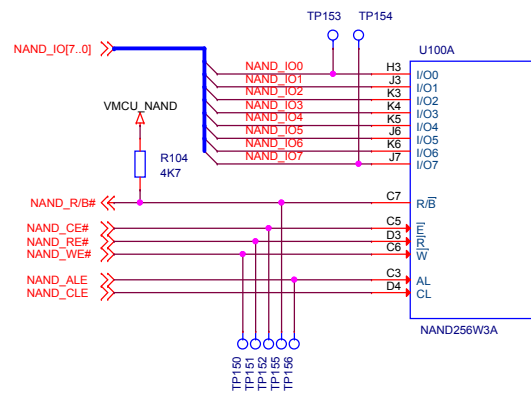 TP153
TP154
U100A
NAND_IO[7..0]
NAND_IO0
H3
I/O0
NAND_IO1
J3
I/O1
NAND_IO2
K3
I/O2
NAND_IO3
K4
I/O3
NAND_IO4
K5
I/O4
NAND_IO5
J6
I/O5
NAND_IO6
K6
I/O6
NAND_IO7
J7
I/O7
VMCU_NAND
R104
4K7
NAND_R/B#
C7
R/B
NAND_CE#
C5
E
NAND_RE#
D3
R
NAND_WE#
C6
W
NAND_ALE
C3
AL
NAND_CLE
D4
CL
NAND256W3A
TP150
TP151
TP152
TP155
TP156